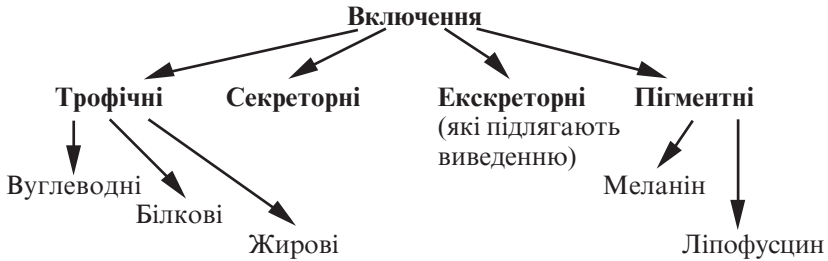 Включення
Трофічні Секреторні Екскреторні Пігментні
(які підлягають
виведенню)
Вуглеводні Меланін
Білкові
Жирові Ліпофусцин